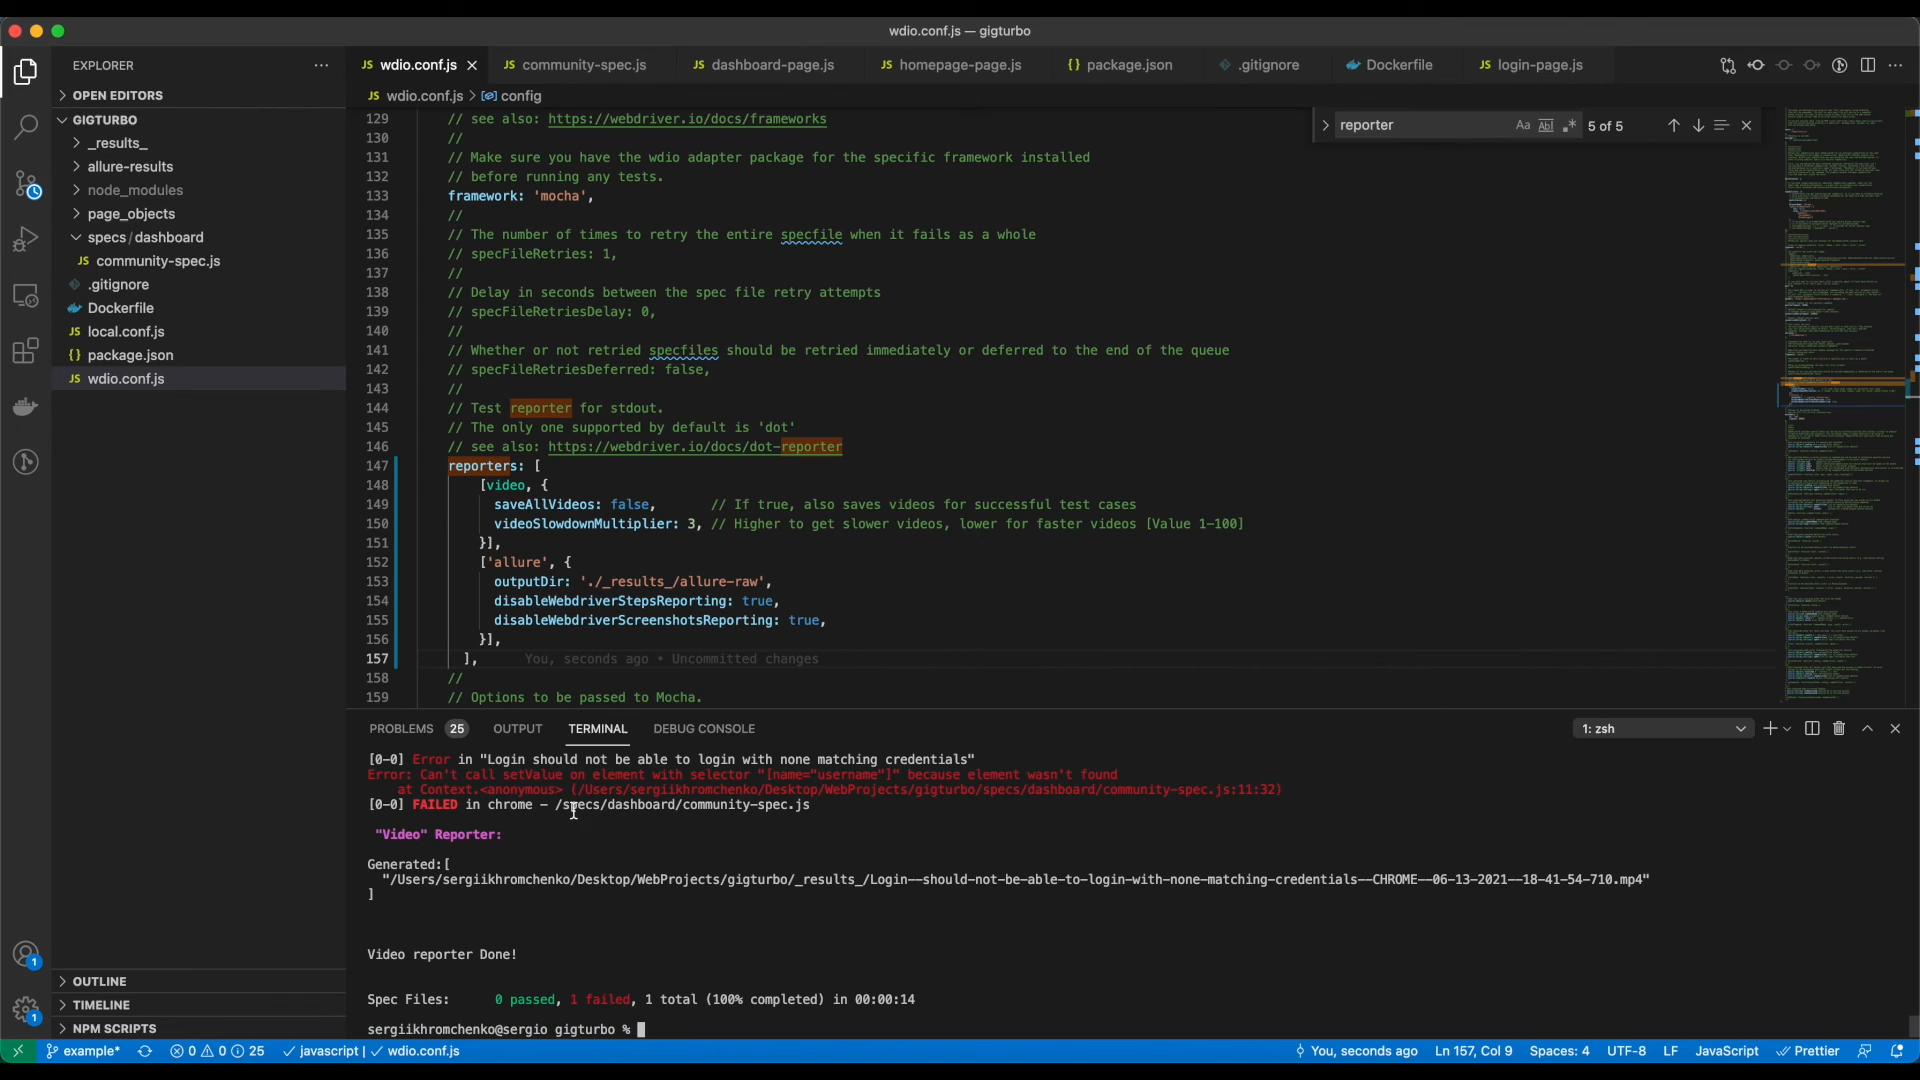 wdio.conf.js — gigturbo
EXPLORER
OPEN EDITORS
GIGTURBO
_results_
allure-results
node_modules
page_objects
specs/dashboard
JS community-spec.js
.gitignore
Dockerfile
JS local.conf.js
{} package.json
JS wdio.conf.js
OUTLINE
TIMELINE
NPM SCRIPTS
1
1
JS wdio.conf.js
JS community-spec.js
JS dashboard-page.js
JS homepage-page.js
{} package.json
.gitignore
Dockerfile
JS login-page.js
JS wdio.conf.js > config
reporter
Aa Abl .* 5 of 5
129 // see also: https://webdriver.io/docs/frameworks
130 //
131 // Make sure you have the wdio adapter package for the specific framework installed
132 // before running any tests.
133 framework: 'mocha',
134 //
135 // The number of times to retry the entire specfile when it fails as a whole
136 // specFileRetries: 1,
137 //
138 // Delay in seconds between the spec file retry attempts
139 // specFileRetriesDelay: 0,
140 //
141 // Whether or not retried specfiles should be retried immediately or deferred to the end of the queue
142 // specFileRetriesDeferred: false,
143 //
144 // Test reporter for stdout.
145 // The only one supported by default is 'dot'
146 // see also: https://webdriver.io/docs/dot-reporter
147 reporters: [
148 [video, {
149 saveAllVideos: false, // If true, also saves videos for successful test cases
150 videoSlowdownMultiplier: 3, // Higher to get slower videos, lower for faster videos [Value 1-100]
151 }],
152 ['allure', {
153 outputDir: './_results_/allure-raw',
154 disableWebdriverStepsReporting: true,
155 disableWebdriverScreenshotsReporting: true,
156 }],
157 ], You, seconds ago • Uncommitted changes
158 //
159 // Options to be passed to Mocha.
PROBLEMS 25 OUTPUT TERMINAL DEBUG CONSOLE
1: zsh
[0-0] Error in "Login should not be able to login with none matching credentials"
Error: Can't call setValue on element with selector "[name="username"]" because element wasn't found
at Context.<anonymous> (/Users/sergiikhromchenko/Desktop/WebProjects/gigturbo/specs/dashboard/community-spec.js:11:32)
[0-0] FAILED in chrome - /specs/dashboard/community-spec.js
"Video" Reporter:
Generated:[
"/Users/sergiikhromchenko/Desktop/WebProjects/gigturbo/_results_/Login--should-not-be-able-to-login-with-none-matching-credentials--CHROME--06-13-2021--18-41-54-710.mp4"
]
Video reporter Done!
Spec Files: 0 passed, 1 failed, 1 total (100% completed) in 00:00:14
sergiikhromchenko@sergio gigturbo %
example* 0 0 25 javascript | wdio.conf.js
You, seconds ago Ln 157, Col 9 Spaces: 4 UTF-8 LF JavaScript Prettier